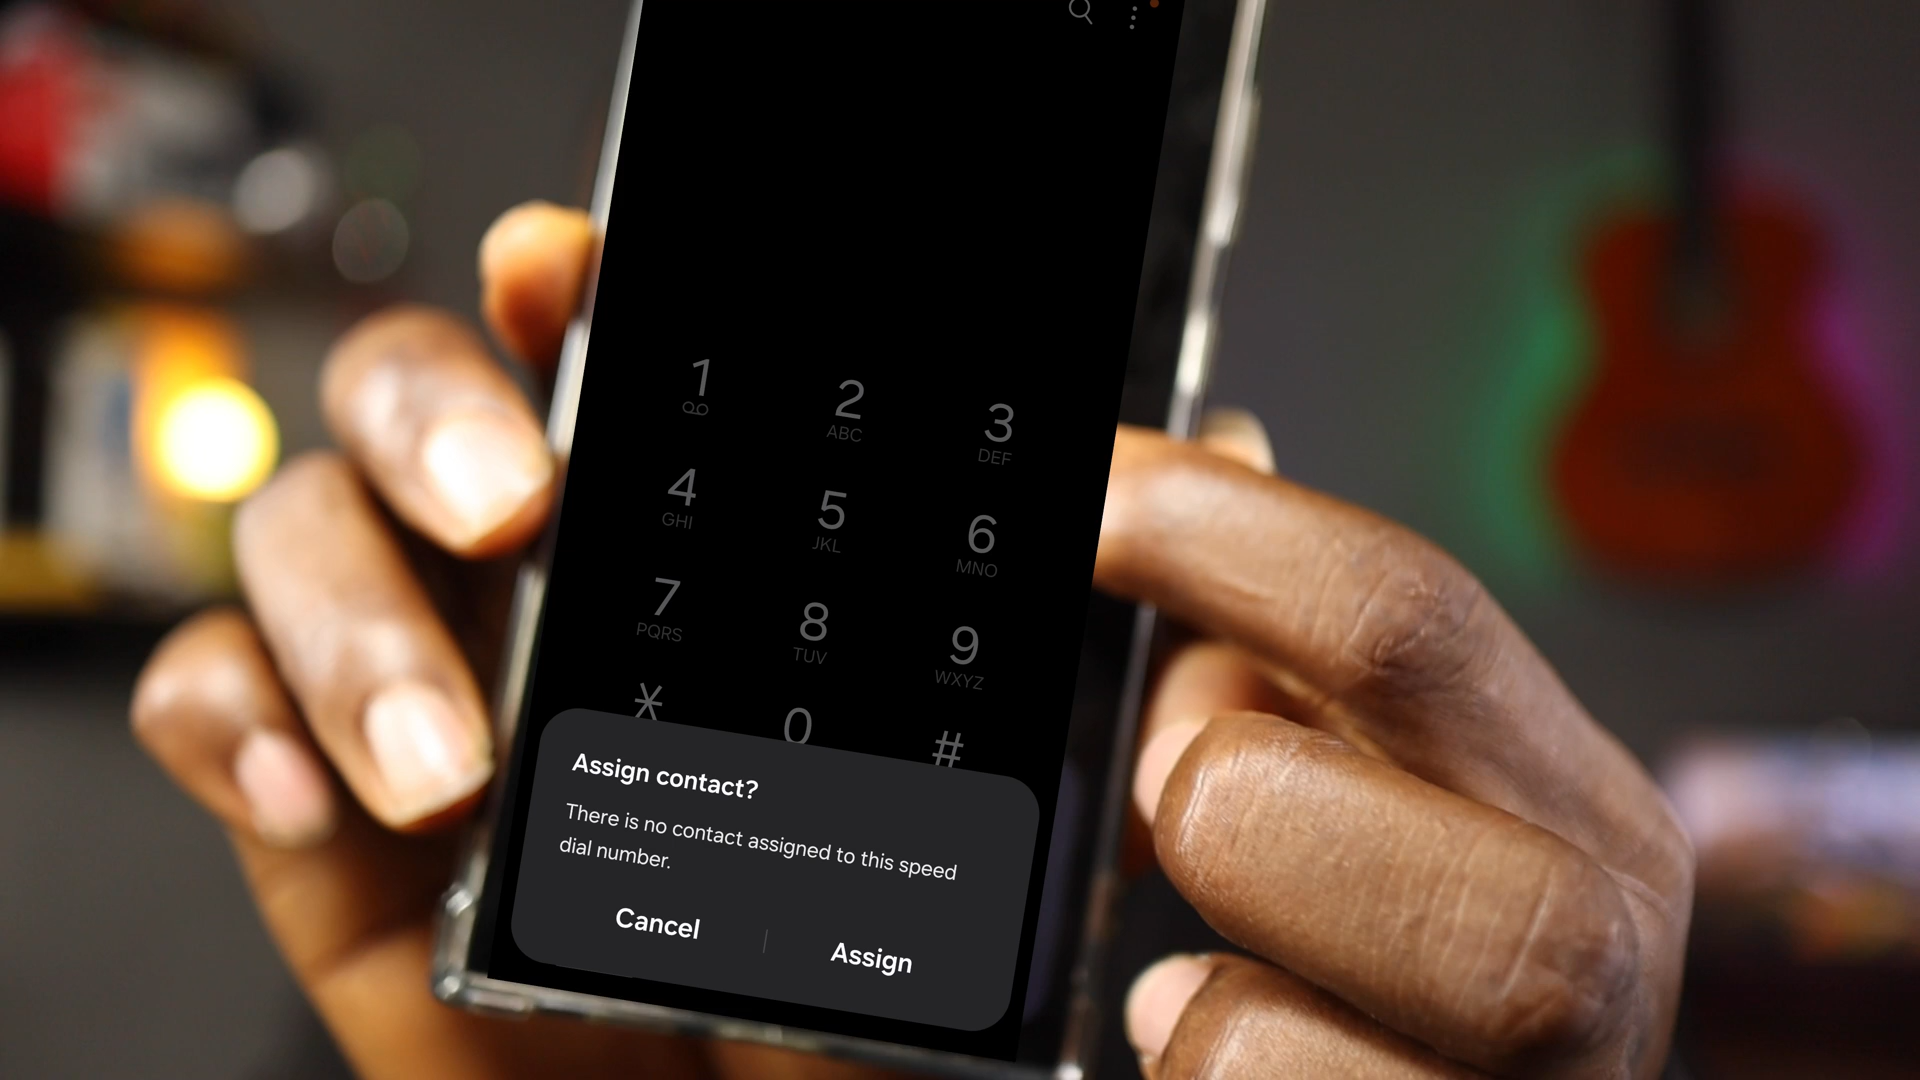 1 2 3
ABC DEF
4 5 6
GHI JKL MNO
7 8 9
PQRS TUV WXYZ
* 0 #
Assign contact?
There is no contact assigned to this speed
dial number.
Cancel Assign